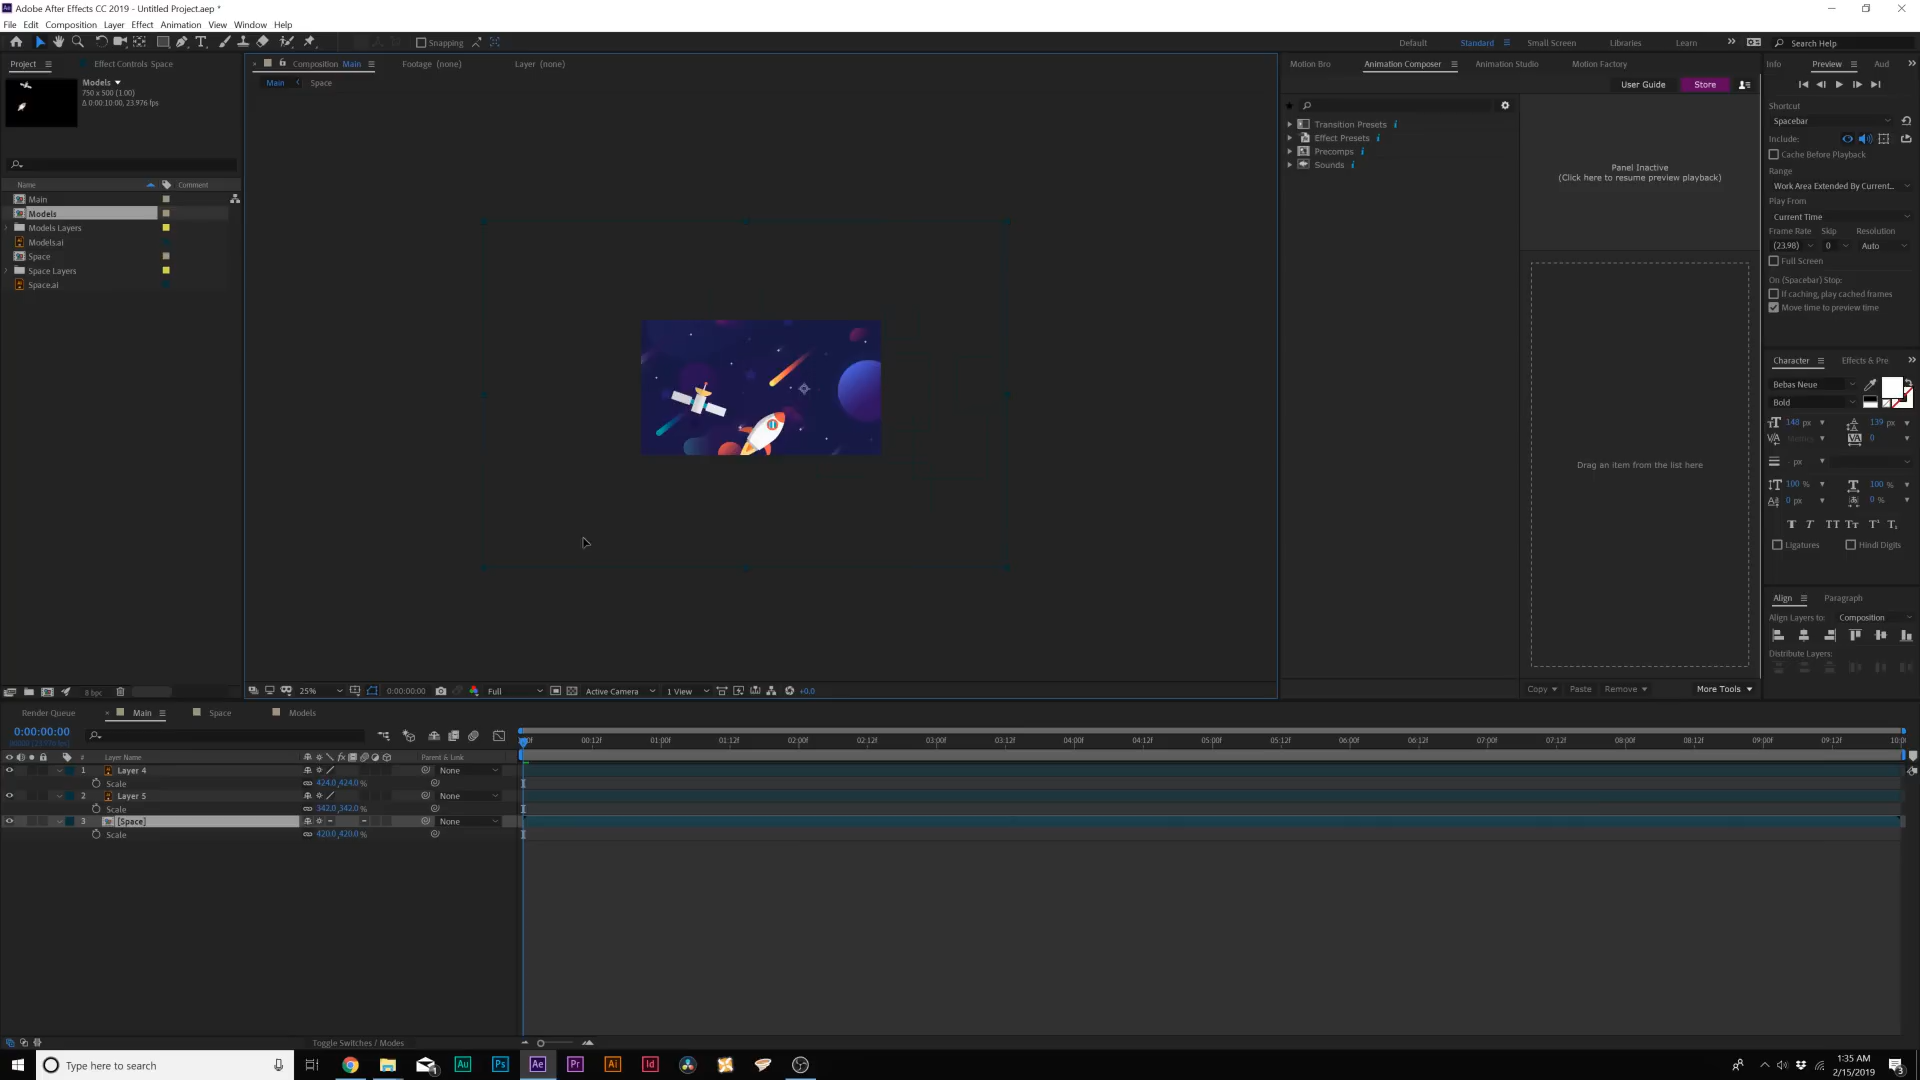 Adobe After Effects CC 2019 - Untitled Project.aep *
File Edit Composition Layer Effect Animation View Window Help
Snapping
Default Standard Small Screen Libraries Learn Search Help
Project Effect Controls Space
Composition Main Footage (none) Layer (none)
Motion Bro Animation Composer Animation Studio Motion Factory
Info Preview Aud
Models
750 x 500 (1:00)
Δ 0:00:10:00, 23.976 fps
Main Space
User Guide Store
Shortcut
Spacebar
Include:
Cache Before Playback
Range
Work Area Extended By Current...
Play From
Current Time
Frame Rate Skip Resolution
(23.98) 0 Auto
Full Screen
On (Spacebar) Stop:
If caching, play cached frames
Move time to preview time
Transition Presets
Effect Presets
Precomps
Sounds
Panel Inactive
(Click here to resume preview playback)
Name Comment
Main
Models
Models Layers
Models.ai
Space
Space Layers
Space.ai
Character Effects & Pre
Bebas Neue
Bold
148 px 139 px
Metrics 0
- px
100 % 100 %
0 px 0 %
Ligatures Hindi Digits
Drag an item from the list here
Align Paragraph
Align Layers to: Composition
Distribute Layers:
8 bpc
25% 0:00:00:00 Full Active Camera 1 View +0.0
Copy Paste Remove More Tools
Render Queue Main Space Models
0:00:00:00
00:12f 01:00f 01:12f 02:00f 02:12f 03:00f 03:12f 04:00f 04:12f 05:00f 05:12f 06:00f 06:12f 07:00f 07:12f 08:00f 08:12f 09:00f 09:12f 10:0
# Layer Name Parent & Link
1 Layer 4 None
Scale 424.0,424.0 %
2 Layer 5 None
Scale 342.0,342.0 %
3 [Space] None
Scale 420.0,420.0 %
Toggle Switches / Modes
Type here to search
Au Ps Ae Pr Ai Id
1:35 AM
2/15/2019